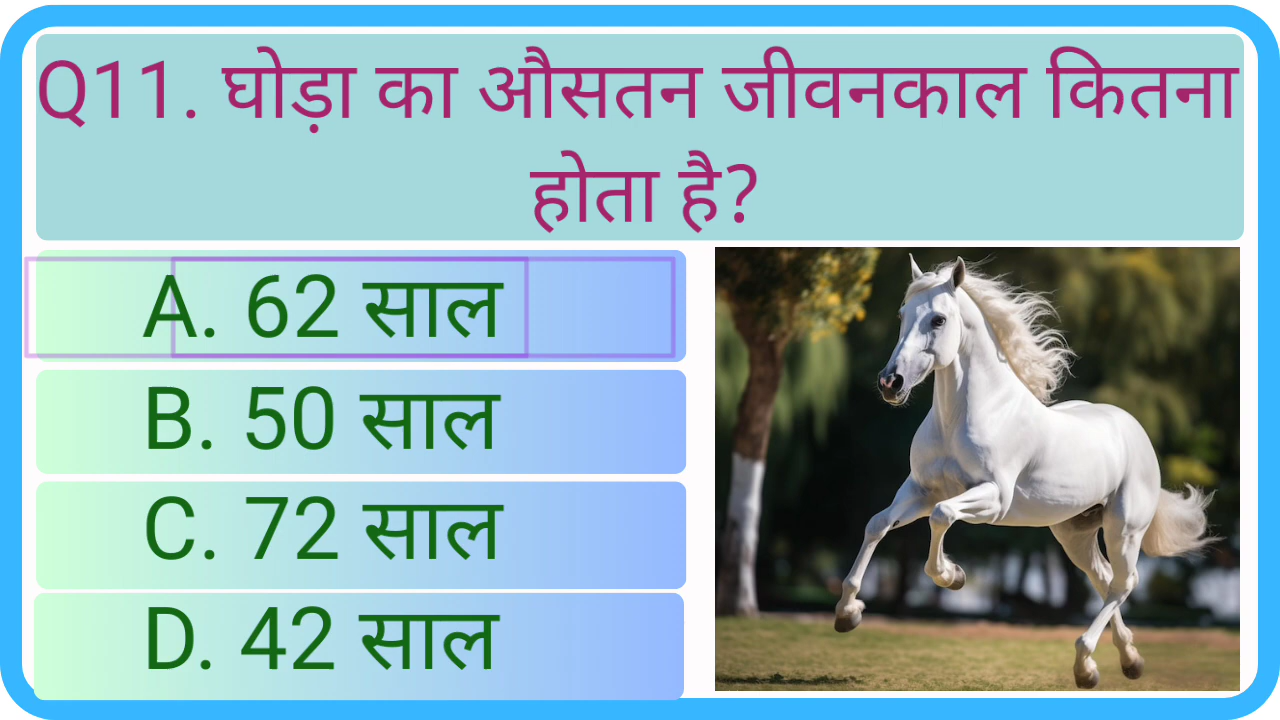 Q11. घोड़ा का औसतन जीवनकाल कितना
होता है?
A. 62 साल
B. 50 साल
C. 72 साल
D. 42 साल